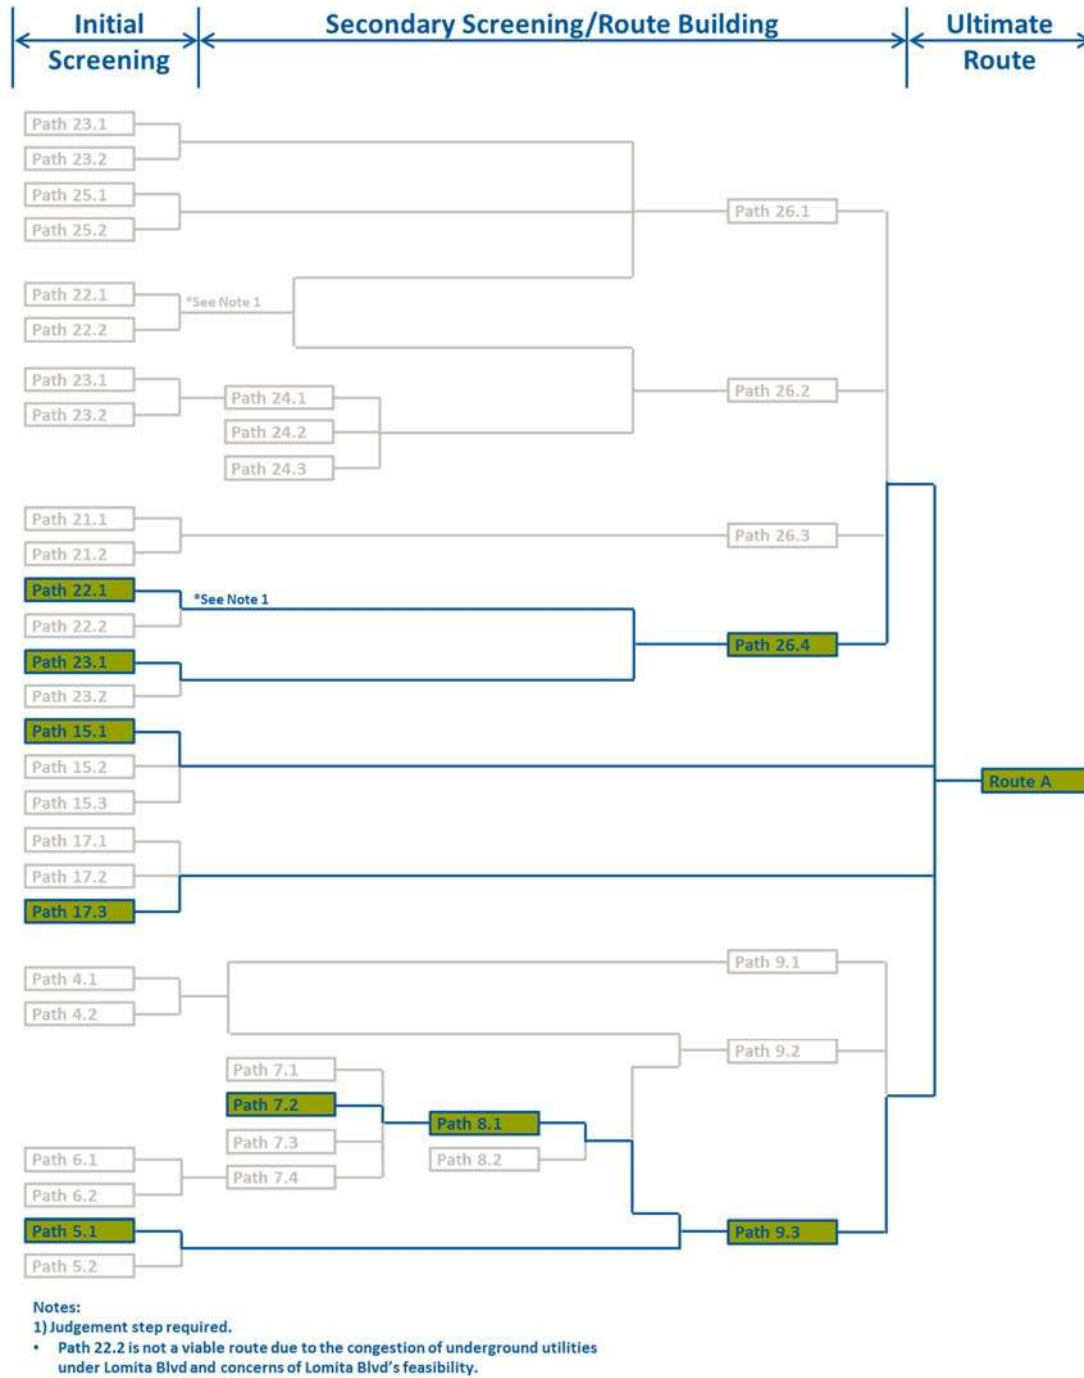 Initial
Screening
Secondary Screening/Route Building
Ultimate
Route
Path 23.1
Path 23.2
Path 25.1
Path 25.2
Path 26.1
Path 22.1
*See Note 1
Path 22.2
Path 23.1
Path 23.2
Path 24.1
Path 24.2
Path 24.3
Path 26.2
Path 21.1
Path 21.2
Path 26.3
Path 22.1
*See Note 1
Path 22.2
Path 23.1
Path 23.2
Path 26.4
Path 15.1
Path 15.2
Path 15.3
Route A
Path 17.1
Path 17.2
Path 17.3
Path 4.1
Path 4.2
Path 9.1
Path 9.2
Path 7.1
Path 7.2
Path 7.3
Path 7.4
Path 8.1
Path 8.2
Path 6.1
Path 6.2
Path 5.1
Path 5.2
Path 9.3
Notes:
1) Judgement step required.
• Path 22.2 is not a viable route due to the congestion of underground utilities
under Lomita Blvd and concerns of Lomita Blvd's feasibility.